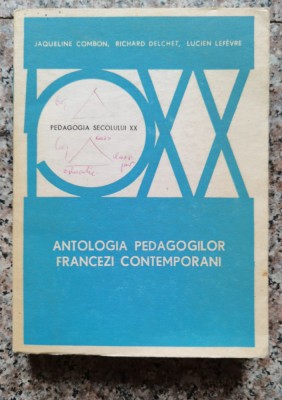 JAQUELINE COMBON, RICHARD DELCHET, LUCIEN LEFÈVRE
PEDAGOGIA SECOLULUI XX
ANTOLOGIA PEDAGOGILOR
FRANCEZI CONTEMPORANI